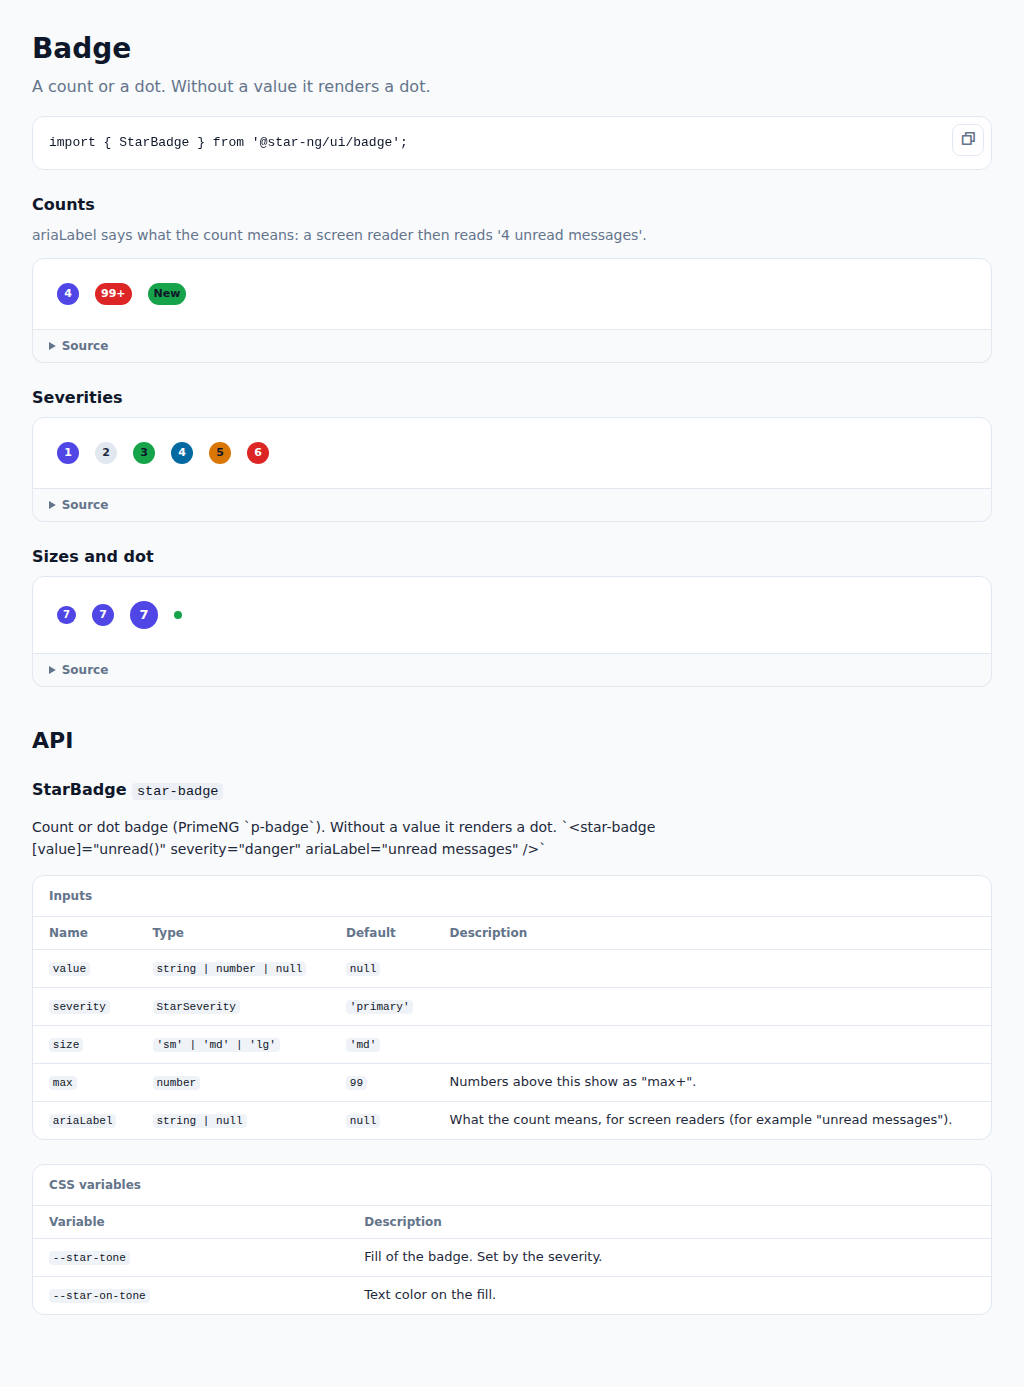 Badge
A count or a dot. Without a value it renders a dot.
import { StarBadge } from '@star-ng/ui/badge';
Counts
ariaLabel says what the count means: a screen reader then reads '4 unread messages'.
4 99+ New
Source
Severities
1 2 3 4 5 6
Source
Sizes and dot
7 7 7
Source
API
StarBadge star-badge
Count or dot badge (PrimeNG `p-badge`). Without a value it renders a dot. `<star-badge
[value]="unread()" severity="danger" ariaLabel="unread messages" />`
Inputs
Name Type Default Description
value string | number | null null
severity StarSeverity 'primary'
size 'sm' | 'md' | 'lg' 'md'
max number 99 Numbers above this show as "max+".
ariaLabel string | null null What the count means, for screen readers (for example "unread messages").
CSS variables
Variable Description
--star-tone Fill of the badge. Set by the severity.
--star-on-tone Text color on the fill.